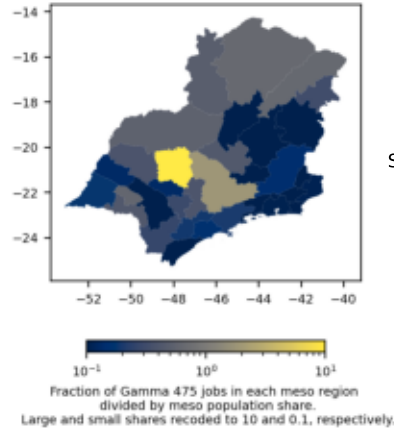 −14
−16
−18
−20
−22
−24
−52 −50 −48 −46 −44 −42 −40
10⁻¹ 10⁰ 10¹
Fraction of Gamma 475 jobs in each meso region
divided by meso population share.
Large and small shares recoded to 10 and 0.1, respectively.